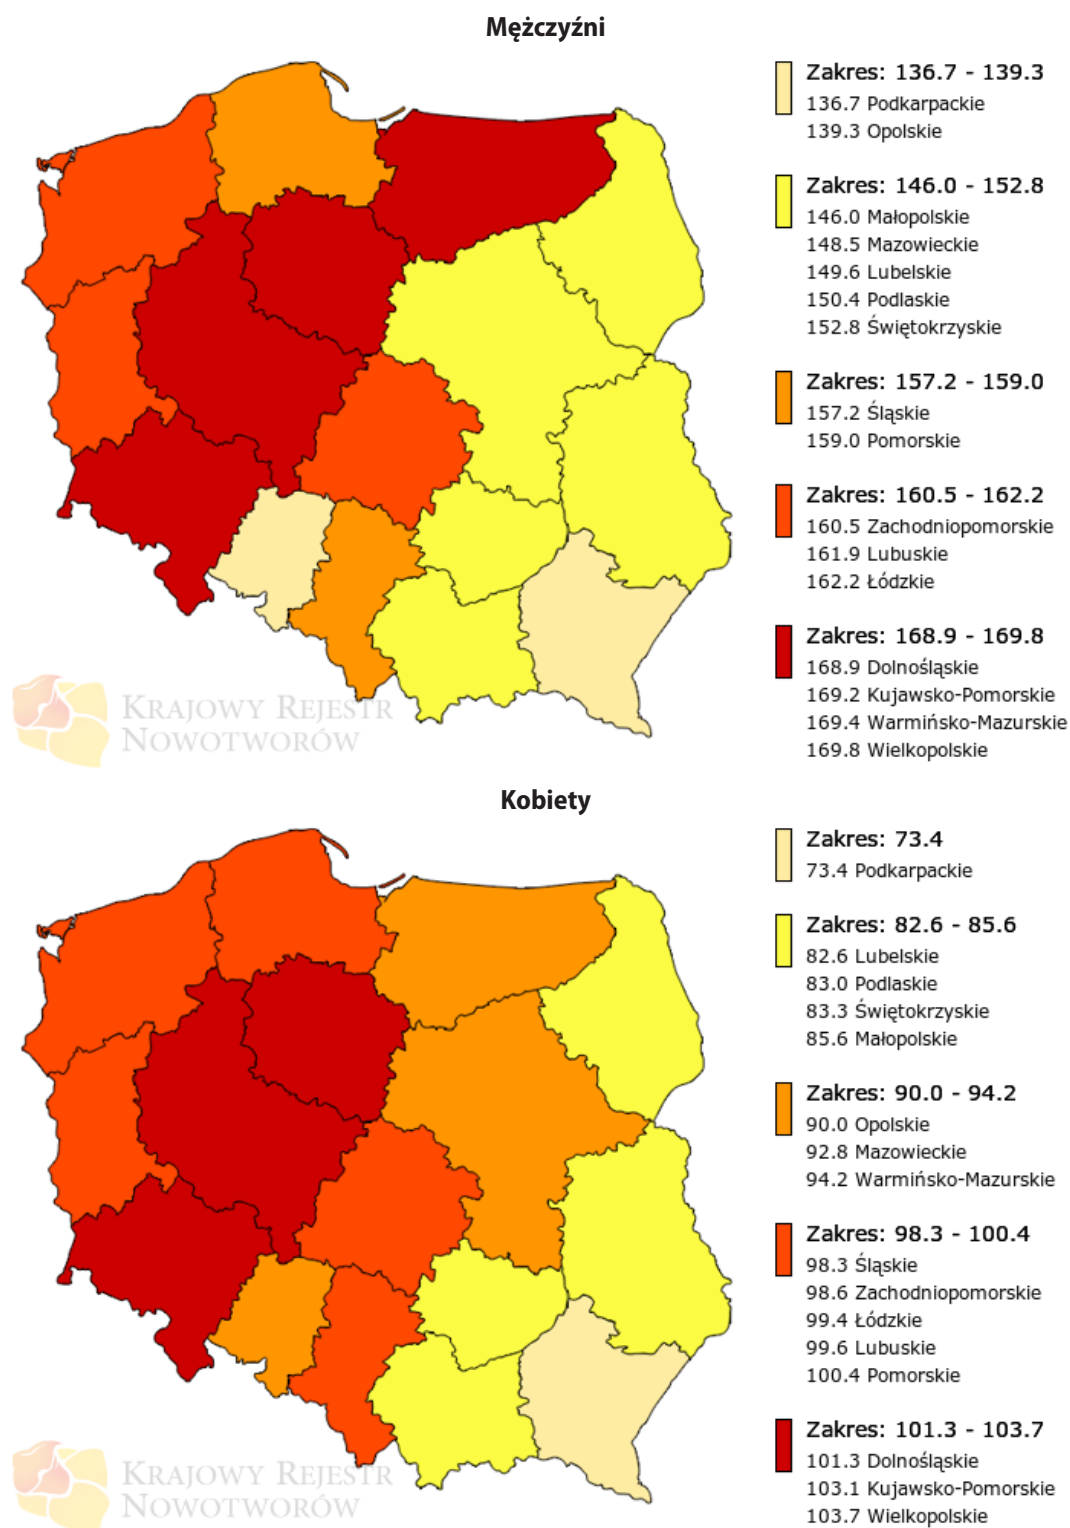 Mężczyźni
Zakres: 136.7 - 139.3
136.7 Podkarpackie
139.3 Opolskie
Zakres: 146.0 - 152.8
146.0 Małopolskie
148.5 Mazowieckie
149.6 Lubelskie
150.4 Podlaskie
152.8 Świętokrzyskie
Zakres: 157.2 - 159.0
157.2 Śląskie
159.0 Pomorskie
Zakres: 160.5 - 162.2
160.5 Zachodniopomorskie
161.9 Lubuskie
162.2 Łódzkie
Zakres: 168.9 - 169.8
168.9 Dolnośląskie
169.2 Kujawsko-Pomorskie
169.4 Warmińsko-Mazurskie
169.8 Wielkopolskie
KRAJOWY REJESTR
NOWOTWORÓW
Kobiety
Zakres: 73.4
73.4 Podkarpackie
Zakres: 82.6 - 85.6
82.6 Lubelskie
83.0 Podlaskie
83.3 Świętokrzyskie
85.6 Małopolskie
Zakres: 90.0 - 94.2
90.0 Opolskie
92.8 Mazowieckie
94.2 Warmińsko-Mazurskie
Zakres: 98.3 - 100.4
98.3 Śląskie
98.6 Zachodniopomorskie
99.4 Łódzkie
99.6 Lubuskie
100.4 Pomorskie
Zakres: 101.3 - 103.7
101.3 Dolnośląskie
103.1 Kujawsko-Pomorskie
103.7 Wielkopolskie
KRAJOWY REJESTR
NOWOTWORÓW